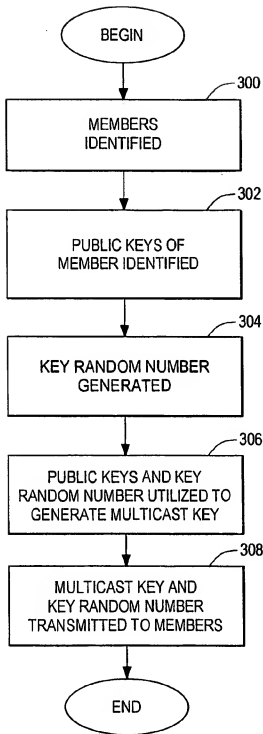 BEGIN
300
MEMBERS
IDENTIFIED
302
PUBLIC KEYS OF
MEMBER IDENTIFIED
304
KEY RANDOM NUMBER
GENERATED
306
PUBLIC KEYS AND KEY
RANDOM NUMBER UTILIZED TO
GENERATE MULTICAST KEY
308
MULTICAST KEY AND
KEY RANDOM NUMBER
TRANSMITTED TO MEMBERS
END